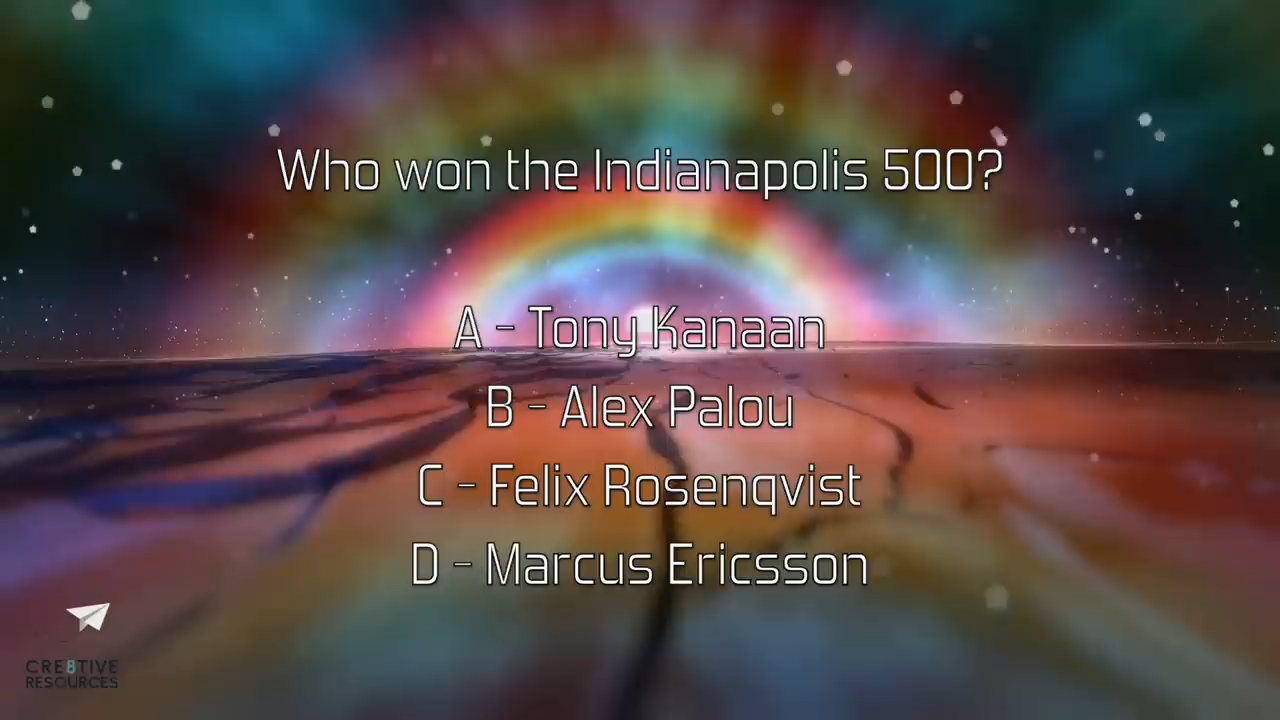 Who won the Indianapolis 500?
A - Tony Kanaan
B - Alex Palou
C - Felix Rosenqvist
D - Marcus Ericsson
CRE8TIVE
RESOURCES